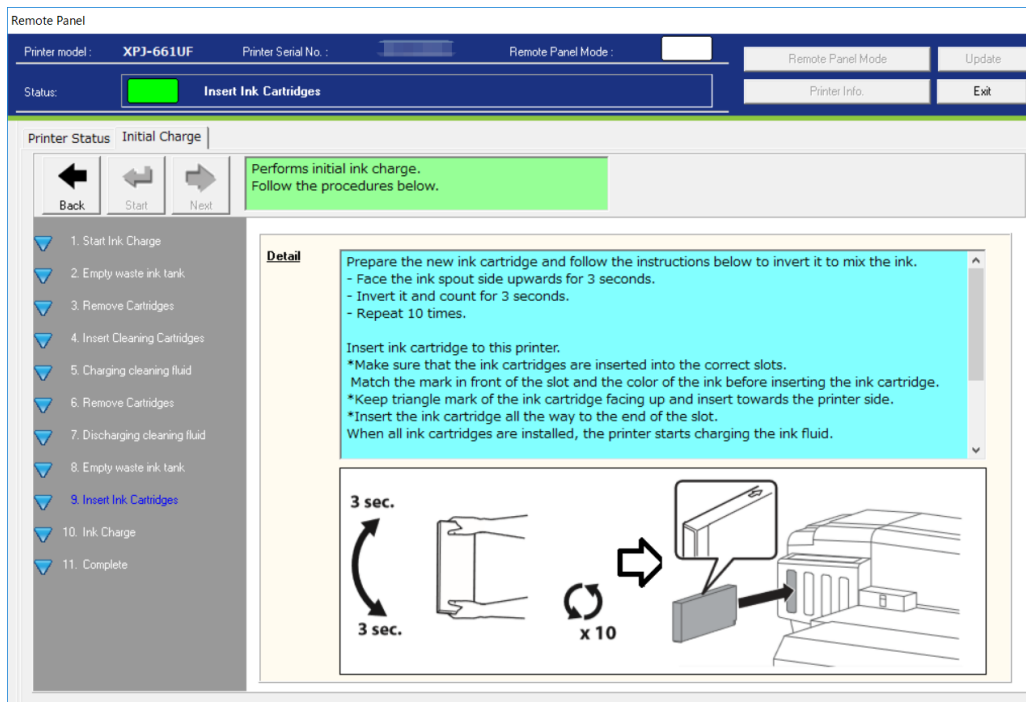 Remote Panel
Printer model :
XPJ-661UF
Printer Serial No. :
Remote Panel Mode :
Remote Panel Mode
Update
Status:
Insert Ink Cartridges
Printer Info.
Exit
Printer Status
Initial Charge
Back
Start
Next
Performs initial ink charge.
Follow the procedures below.
1. Start Ink Charge
2. Empty waste ink tank
3. Remove Cartridges
4. Insert Cleaning Cartridges
5. Charging cleaning fluid
6. Remove Cartridges
7. Discharging cleaning fluid
8. Empty waste ink tank
9. Insert Ink Cartridges
10. Ink Charge
11. Complete
Detail
Prepare the new ink cartridge and follow the instructions below to invert it to mix the ink.
- Face the ink spout side upwards for 3 seconds.
- Invert it and count for 3 seconds.
- Repeat 10 times.
Insert ink cartridge to this printer.
*Make sure that the ink cartridges are inserted into the correct slots.
Match the mark in front of the slot and the color of the ink before inserting the ink cartridge.
*Keep triangle mark of the ink cartridge facing up and insert towards the printer side.
*Insert the ink cartridge all the way to the end of the slot.
When all ink cartridges are installed, the printer starts charging the ink fluid.
3 sec.
3 sec.
x 10